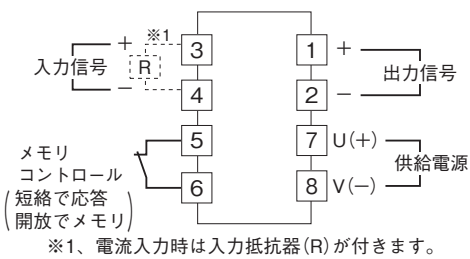 ※1
+
3
1
+
入力信号
R
出力信号
−
4
2
−
5
7
U(+)
メモリ
コントロール
供給電源
短絡で応答
開放でメモリ
6
8
V(−)
※1、電流入力時は入力抵抗器(R)が付きます。